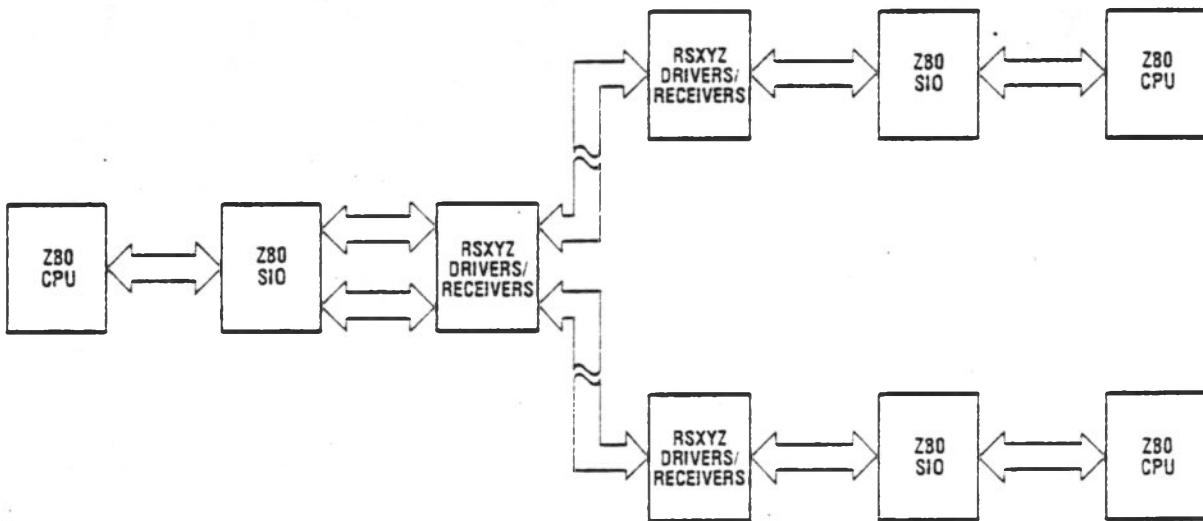 RSXYZ
DRIVERS/
RECEIVERS
Z80
SIO
Z80
CPU
Z80
CPU
Z80
SIO
RSXYZ
DRIVERS/
RECEIVERS
RSXYZ
DRIVERS/
RECEIVERS
Z80
SIO
Z80
CPU